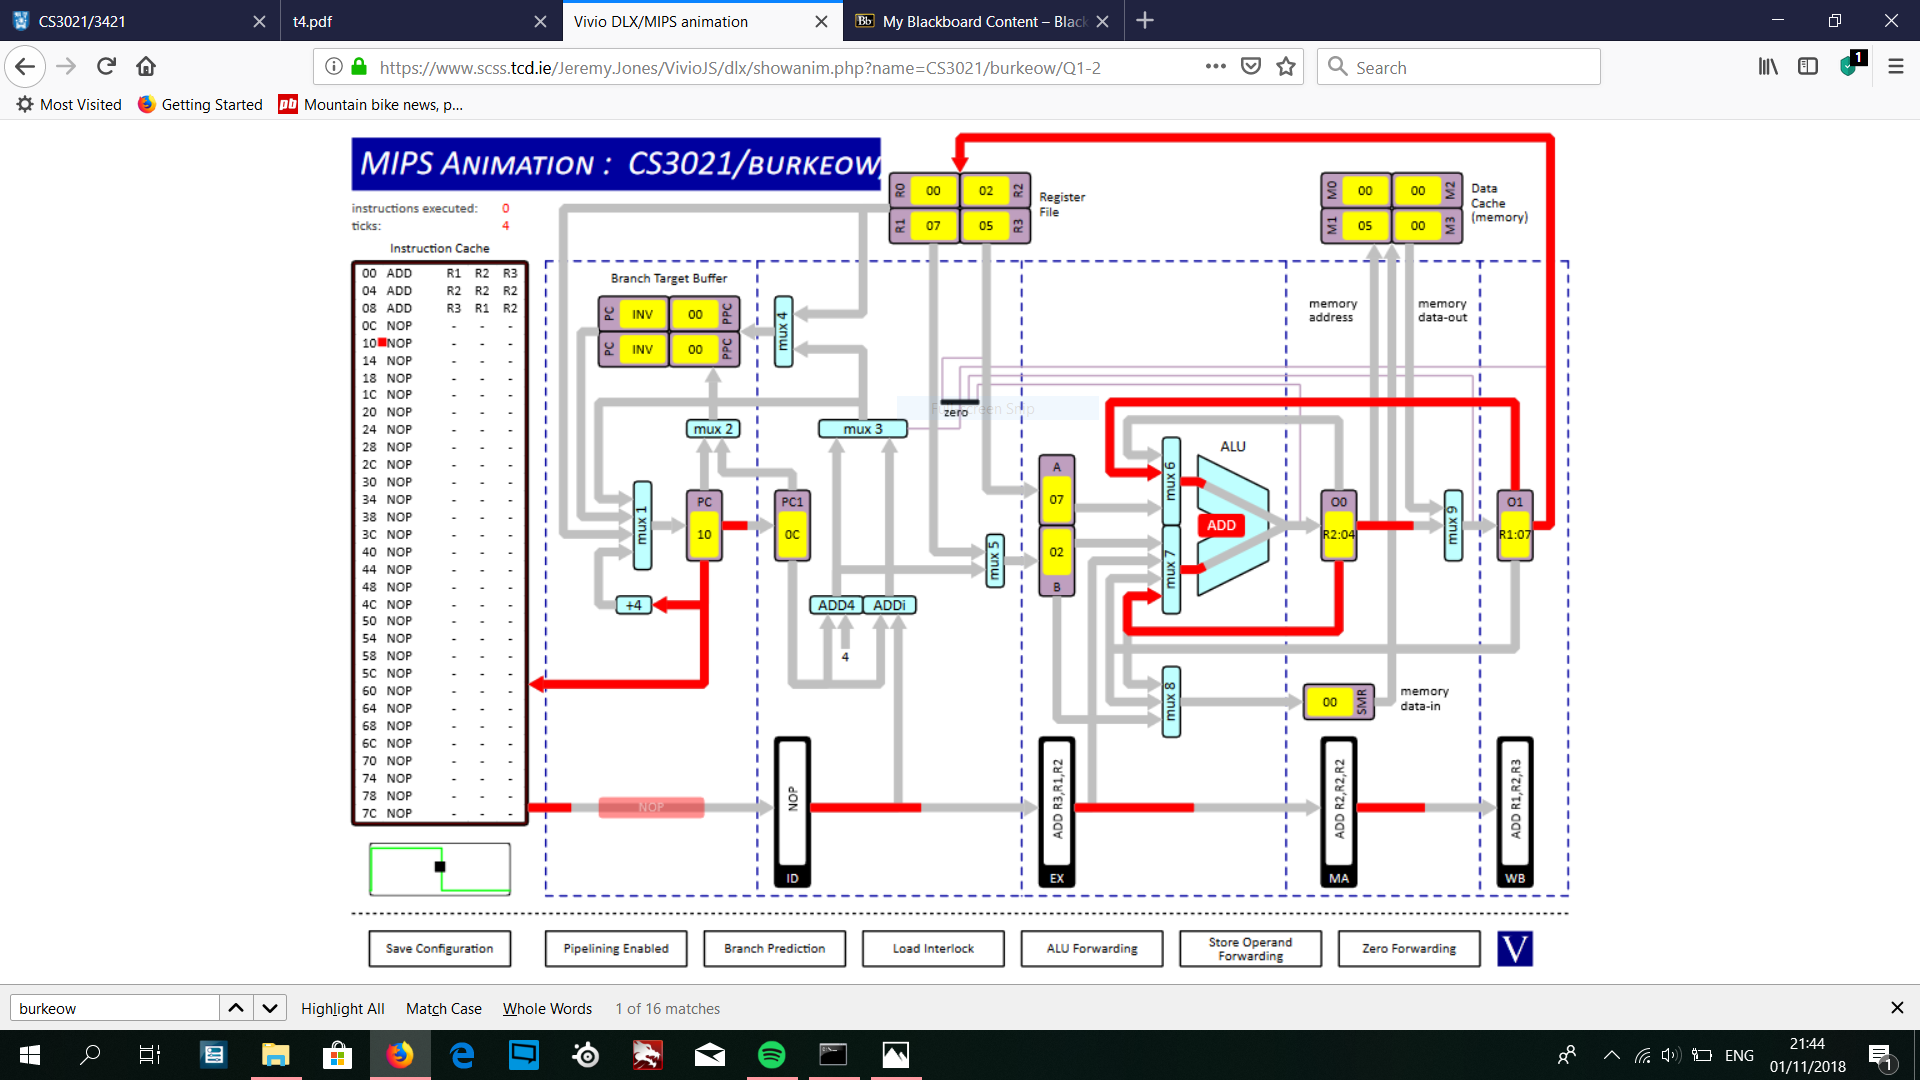 CS3021/3421
t4.pdf
Vivio DLX/MIPS animation
My Blackboard Content – Black
https://www.scss.tcd.ie/Jeremy.Jones/VivioJS/dlx/showanim.php?name=CS3021/burkeow/Q1-2
Search
1
Most Visited
Getting Started
pb
Mountain bike news, p...
MIPS ANIMATION : CS3021/BURKEOW/
instructions executed: 0
ticks: 4
Instruction Cache
00 ADD R1 R2 R3
04 ADD R2 R2 R2
08 ADD R3 R1 R2
0C NOP - - -
10 NOP - - -
14 NOP - - -
18 NOP - - -
1C NOP - - -
20 NOP - - -
24 NOP - - -
28 NOP - - -
2C NOP - - -
30 NOP - - -
34 NOP - - -
38 NOP - - -
3C NOP - - -
40 NOP - - -
44 NOP - - -
48 NOP - - -
4C NOP - - -
50 NOP - - -
54 NOP - - -
58 NOP - - -
5C NOP - - -
60 NOP - - -
64 NOP - - -
68 NOP - - -
6C NOP - - -
70 NOP - - -
74 NOP - - -
78 NOP - - -
7C NOP - - -
R0 00 02 R2
R1 07 05 R3
Register
File
M0 00 00 M2
M1 05 00 M3
Data
Cache
(memory)
Branch Target Buffer
PC INV 00 PPC
PC INV 00 PPC
mux 4
memory
address
memory
data-out
zero
mux 2
mux 3
ALU
mux 1
PC
10
PC1
0C
mux 5
A
07
02
B
mux 6
ADD
mux 7
O0
R2:04
mux 9
O1
R1:07
+4
ADD4
ADDi
4
mux 8
00
SMR
memory
data-in
NOP
NOP
ID
ADD R3,R1,R2
EX
ADD R2,R2,R2
MA
ADD R1,R2,R3
WB
Save Configuration
Pipelining Enabled
Branch Prediction
Load Interlock
ALU Forwarding
Store Operand
Forwarding
Zero Forwarding
V
burkeow
Highlight All
Match Case
Whole Words
1 of 16 matches
ENG
21:44
01/11/2018
1